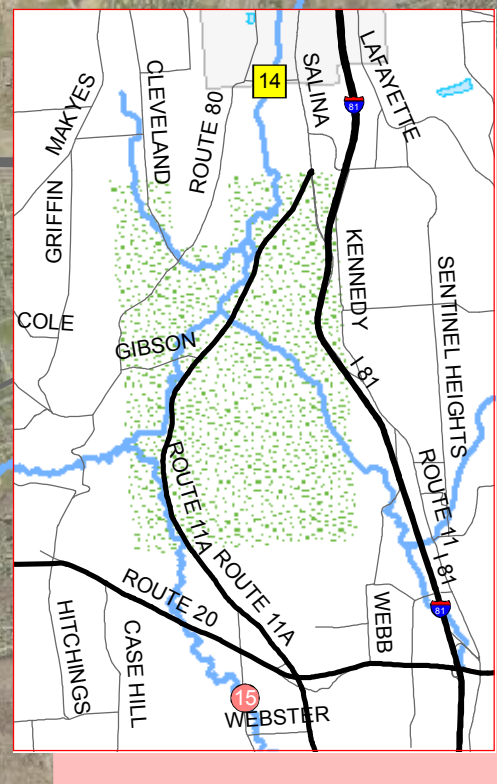 MAKYES
CLEVELAND
ROUTE 80
14
SALINA
LAFAYETTE
81
GRIFFIN
KENNEDY
SENTINEL HEIGHTS
COLE
GIBSON
I 81
ROUTE 11A
ROUTE 11
I-81
ROUTE 11A
ROUTE 20
81
HITCHINGS
CASE HILL
WEBB
15
WEBSTER